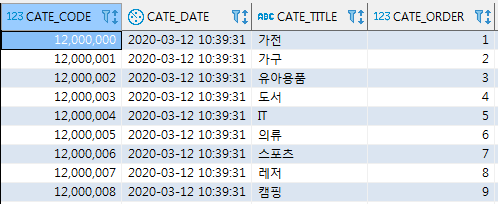 123 CATE_CODE CATE_DATE ABC CATE_TITLE 123 CATE_ORDER
12,000,000 2020-03-12 10:39:31 가전 1
12,000,001 2020-03-12 10:39:31 가구 2
12,000,002 2020-03-12 10:39:31 유아용품 3
12,000,003 2020-03-12 10:39:31 도서 4
12,000,004 2020-03-12 10:39:31 IT 5
12,000,005 2020-03-12 10:39:31 의류 6
12,000,006 2020-03-12 10:39:31 스포츠 7
12,000,007 2020-03-12 10:39:31 레저 8
12,000,008 2020-03-12 10:39:31 캠핑 9